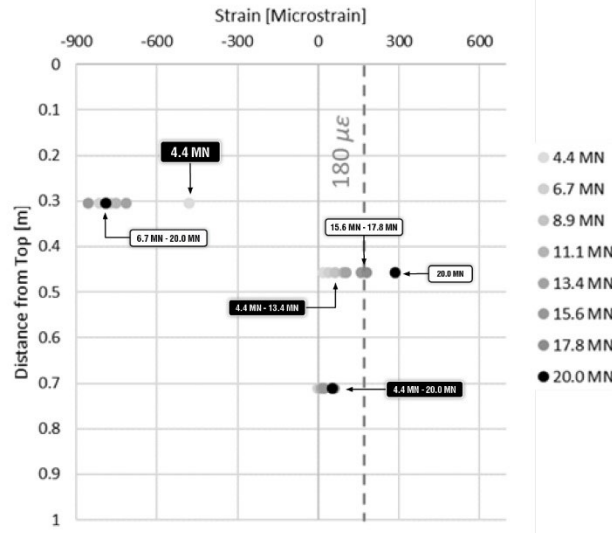 Strain [Microstrain]
-900 -600 -300 0 300 600
Distance from Top [m]
0
0.1
0.2
0.3
0.4
0.5
0.6
0.7
0.8
0.9
1
180 με
4.4 MN
6.7 MN - 20.0 MN
15.6 MN - 17.8 MN
20.0 MN
4.4 MN - 13.4 MN
4.4 MN - 20.0 MN
4.4 MN
6.7 MN
8.9 MN
11.1 MN
13.4 MN
15.6 MN
17.8 MN
20.0 MN